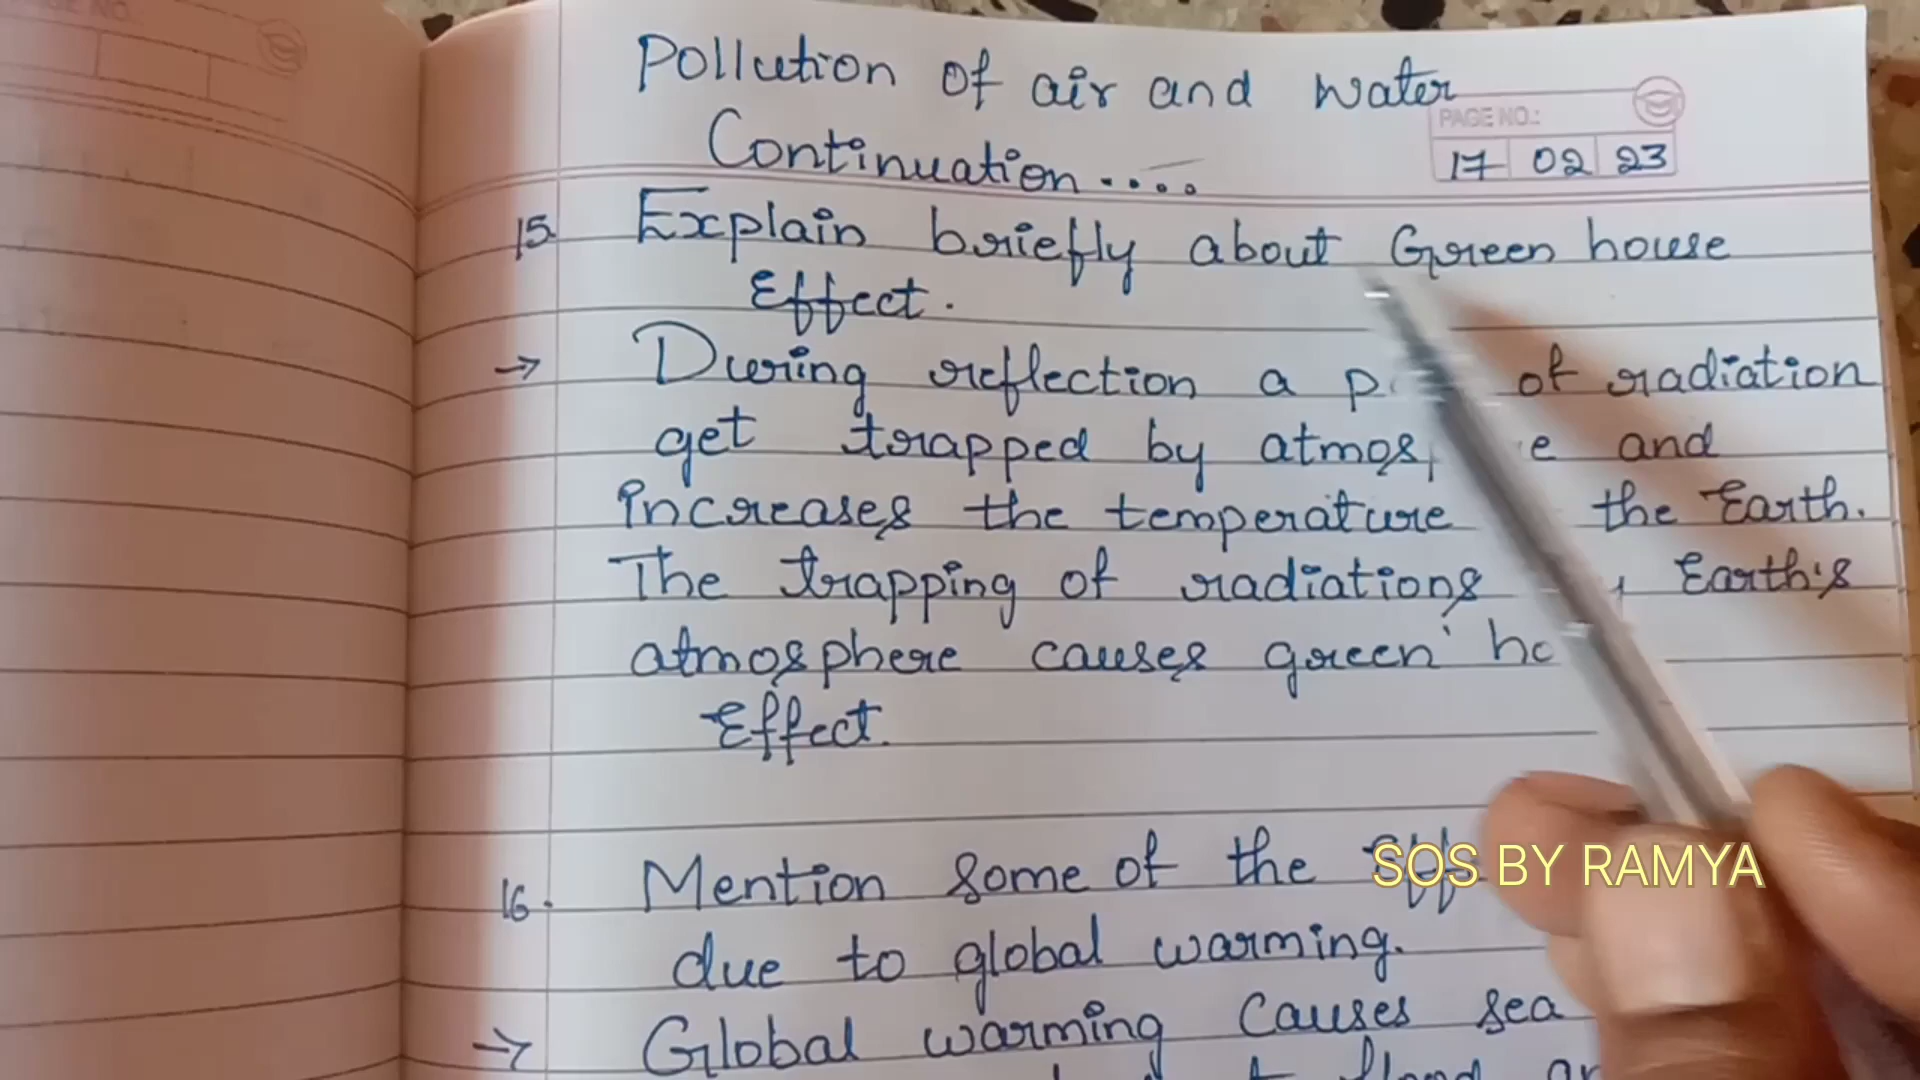 Pollution of air and water
PAGE NO.:
Continuation....
17 02 23
15. Explain briefly about Green house
Effect.
→ During reflection a of radiation
get trapped by and
increases the temperature the Earth.
The trapping of radiations Earth's
atmosphere causes green
Effect.
16. Mention some of the
SOS BY RAMYA
due to global warming.
→ Global warming causes sea